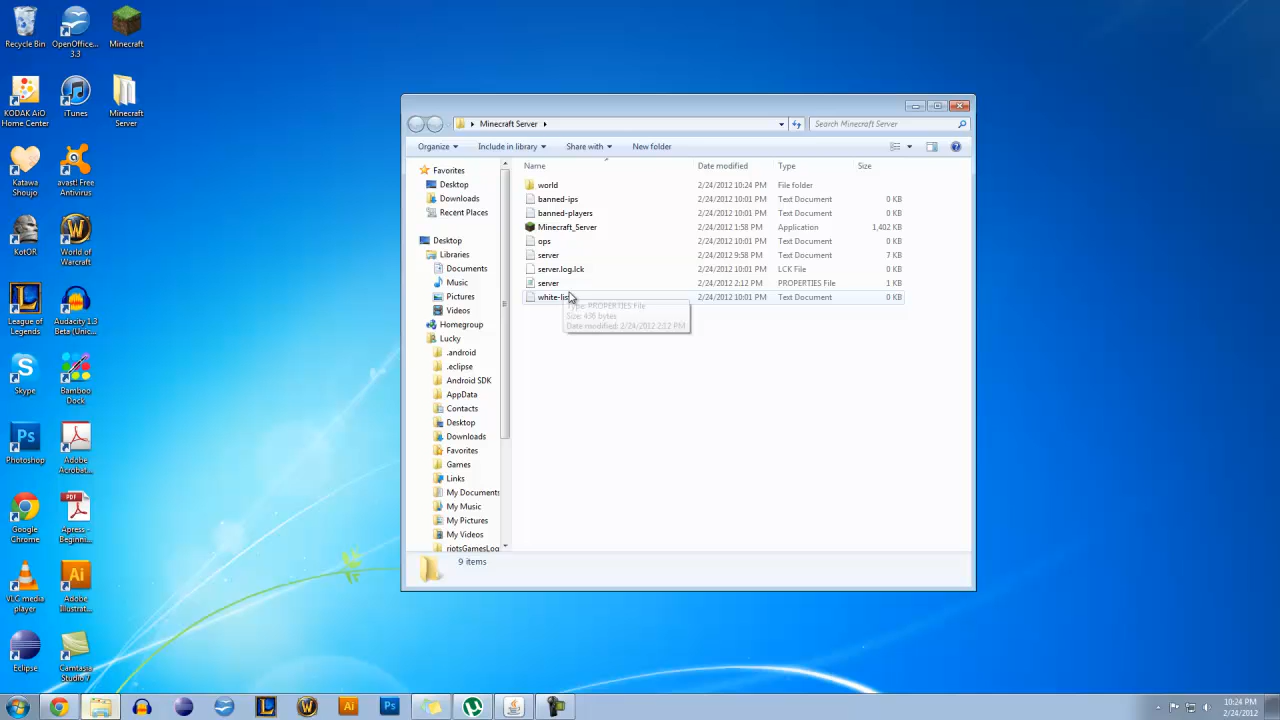 Recycle Bin
OpenOffice... 3.3
Minecraft
KODAK AiO Home Center
iTunes
Minecraft Server
Katawa Shoujo
avast! Free Antivirus
KotOR
World of Warcraft
League of Legends
Audacity 1.3 Beta (Unic...
Skype
Bamboo Dock
Photoshop
Adobe Acrobat...
Google Chrome
Apress - Beginni...
VLC media player
Adobe Illustrat...
Eclipse
Camtasia Studio 7
Minecraft Server
Search Minecraft Server
Organize
Include in library
Share with
New folder
Favorites
Desktop
Downloads
Recent Places
Desktop
Libraries
Documents
Music
Pictures
Videos
Homegroup
Lucky
.android
.eclipse
Android SDK
AppData
Contacts
Desktop
Downloads
Favorites
Games
Links
My Documents
My Music
My Pictures
My Videos
riotsGamesLog
Name Date modified Type Size
world 2/24/2012 10:24 PM File folder
banned-ips 2/24/2012 10:01 PM Text Document 0 KB
banned-players 2/24/2012 10:01 PM Text Document 0 KB
Minecraft_Server 2/24/2012 1:58 PM Application 1,402 KB
ops 2/24/2012 10:01 PM Text Document 0 KB
server 2/24/2012 9:58 PM Text Document 7 KB
server.log.lck 2/24/2012 10:01 PM LCK File 0 KB
server 2/24/2012 2:12 PM PROPERTIES File 1 KB
white-list 2/24/2012 10:01 PM Text Document 0 KB
Type: PROPERTIES File
Size: 436 bytes
Date modified: 2/24/2012 2:12 PM
9 items
L
W
Ai
Ps
10:24 PM
2/24/2012